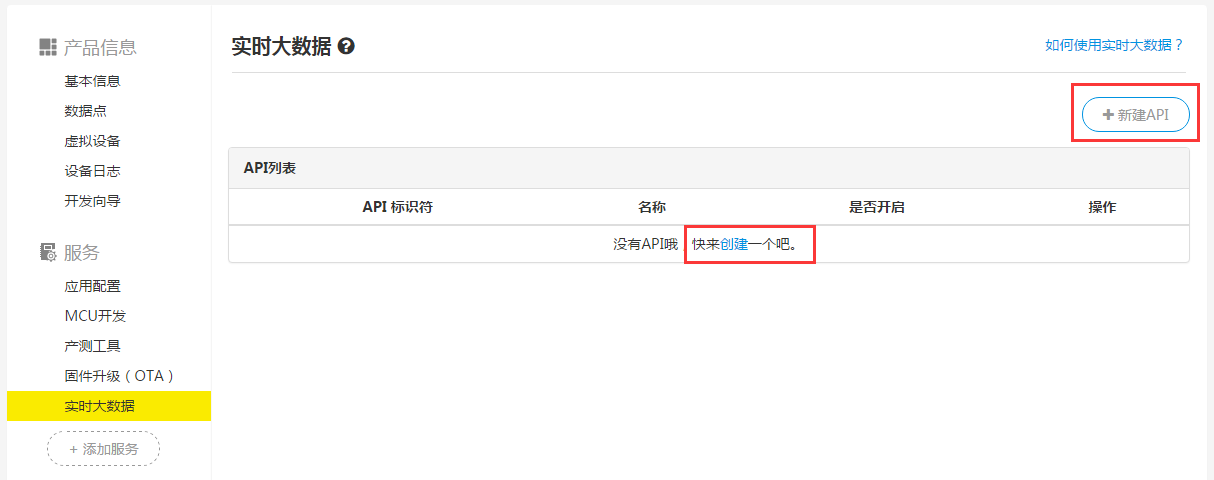 产品信息
基本信息
数据点
虚拟设备
设备日志
开发向导
服务
应用配置
MCU开发
产测工具
固件升级（OTA）
实时大数据
+ 添加服务
实时大数据 ?
如何使用实时大数据？
+ 新建API
API列表
API 标识符 名称 是否开启 操作
没有API哦，快来创建一个吧。